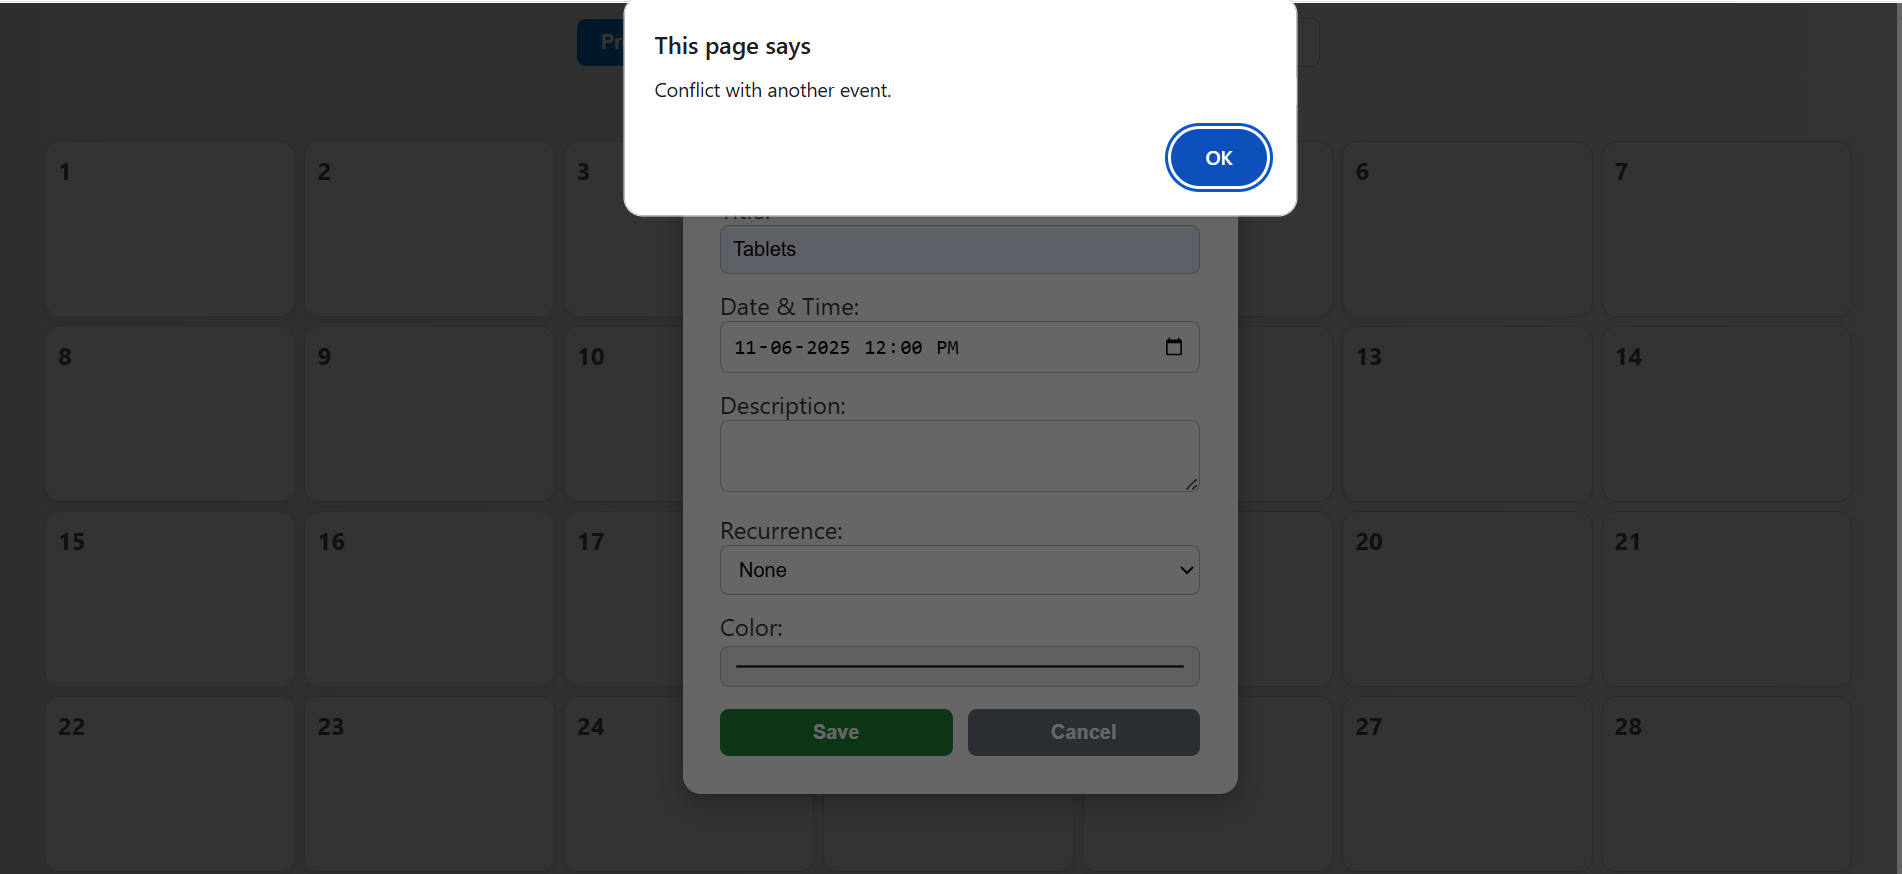 This page says
Conflict with another event.
OK
1
2
3
6
7
Title:
Tablets
Date & Time:
11-06-2025 12:00 PM
8
9
10
13
14
Description:
15
16
17
20
21
Recurrence:
None
Color:
22
23
24
27
28
Save
Cancel